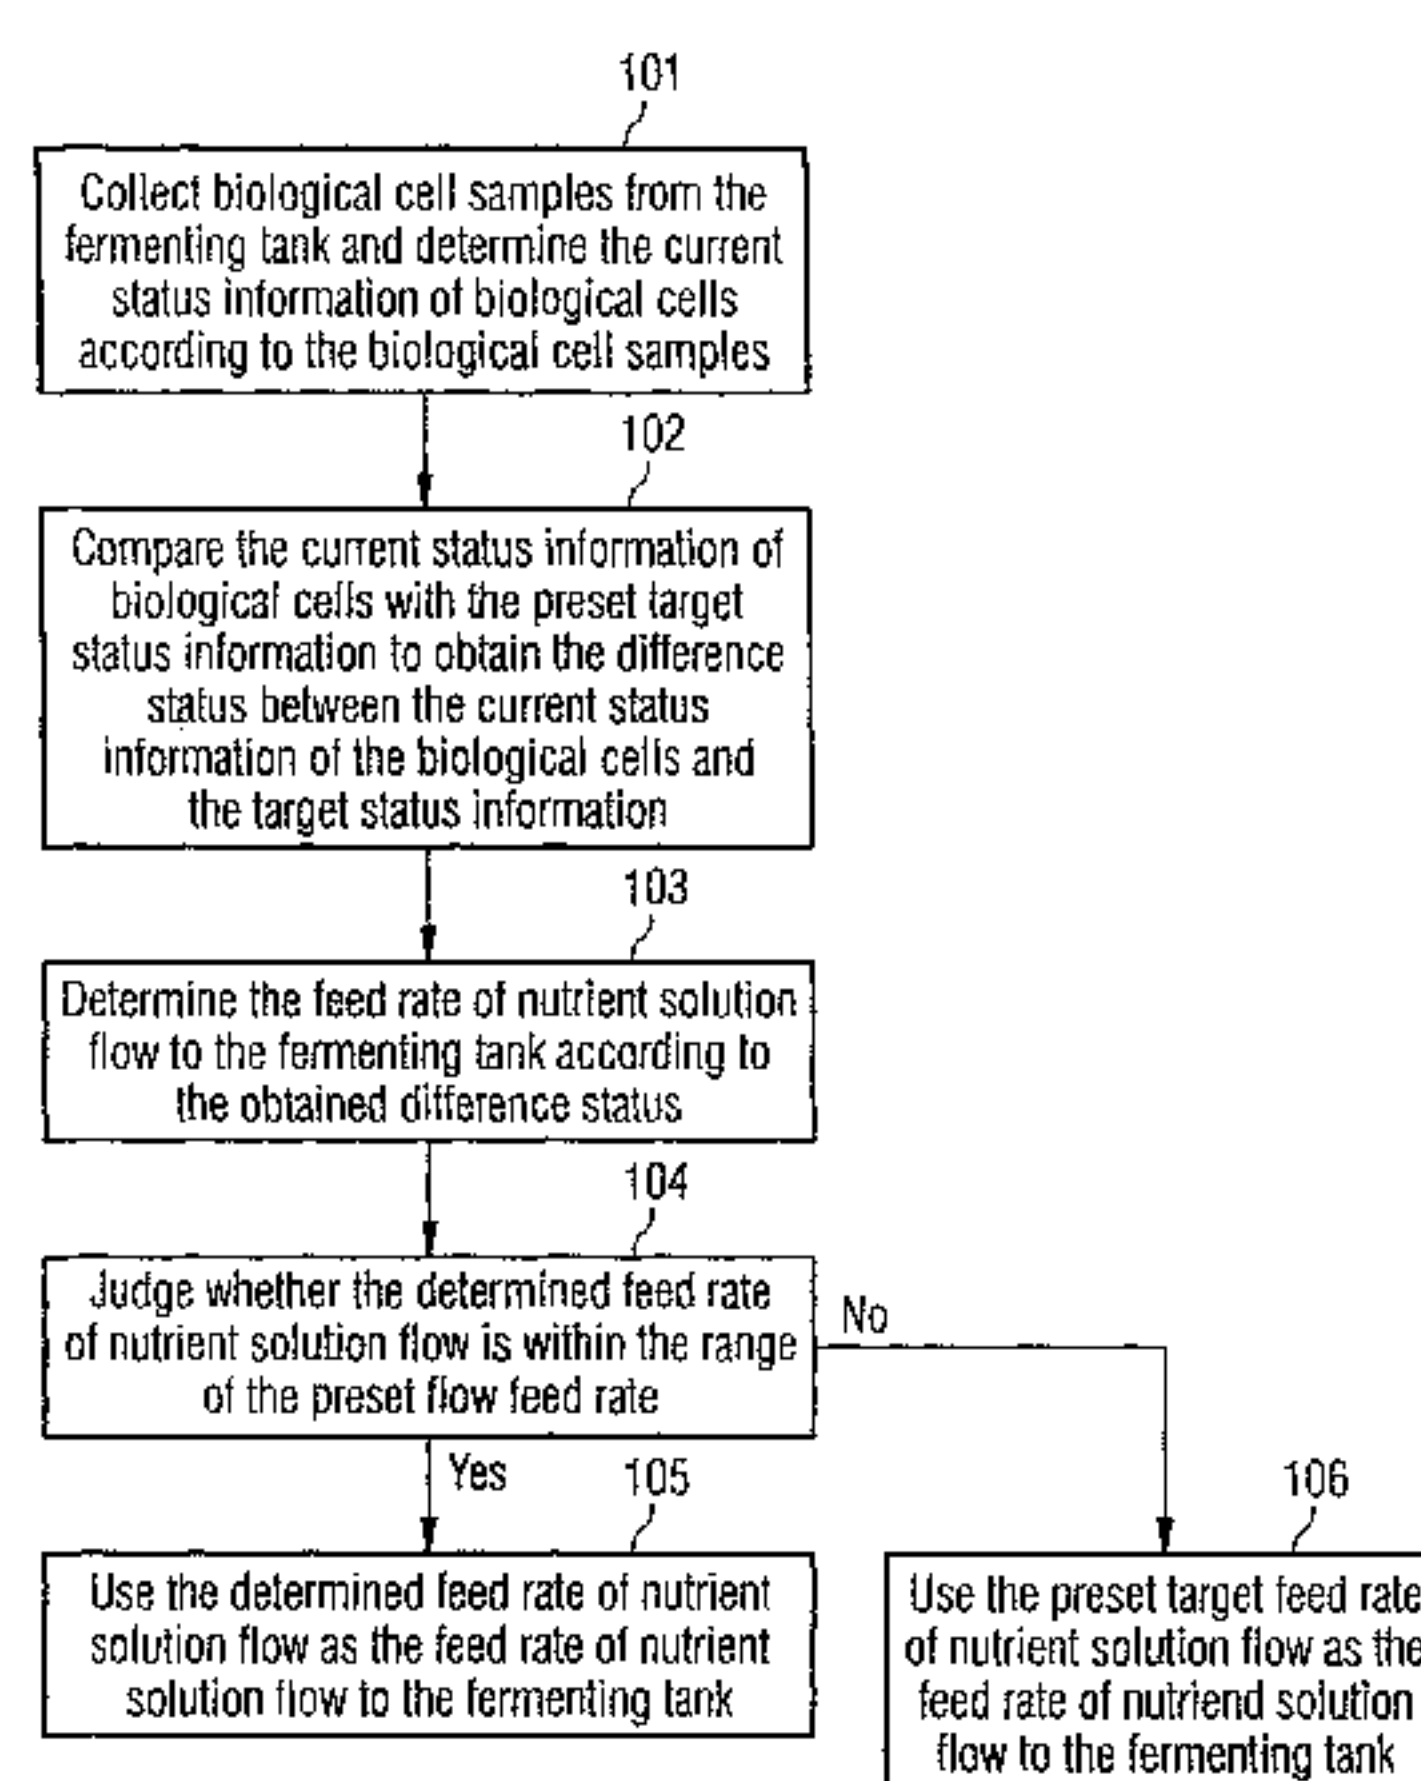 101
Collect biological cell samples from the
fermenting tank and determine the current
status information of biological cells
according to the biological cell samples
102
Compare the current status information of
biological cells with the preset target
status information to obtain the difference
status between the current status
information of the biological cells and
the target status information
103
Determine the feed rate of nutrient solution
flow to the fermenting tank according to
the obtained difference status
104
Judge whether the determined feed rate
of nutrient solution flow is within the range
of the preset flow feed rate
No
Yes
105
Use the determined feed rate of nutrient
solution flow as the feed rate of nutrient
solution flow to the fermenting tank
106
Use the preset target feed rate
of nutrient solution flow as the
feed rate of nutriend solution
flow to the fermenting tank